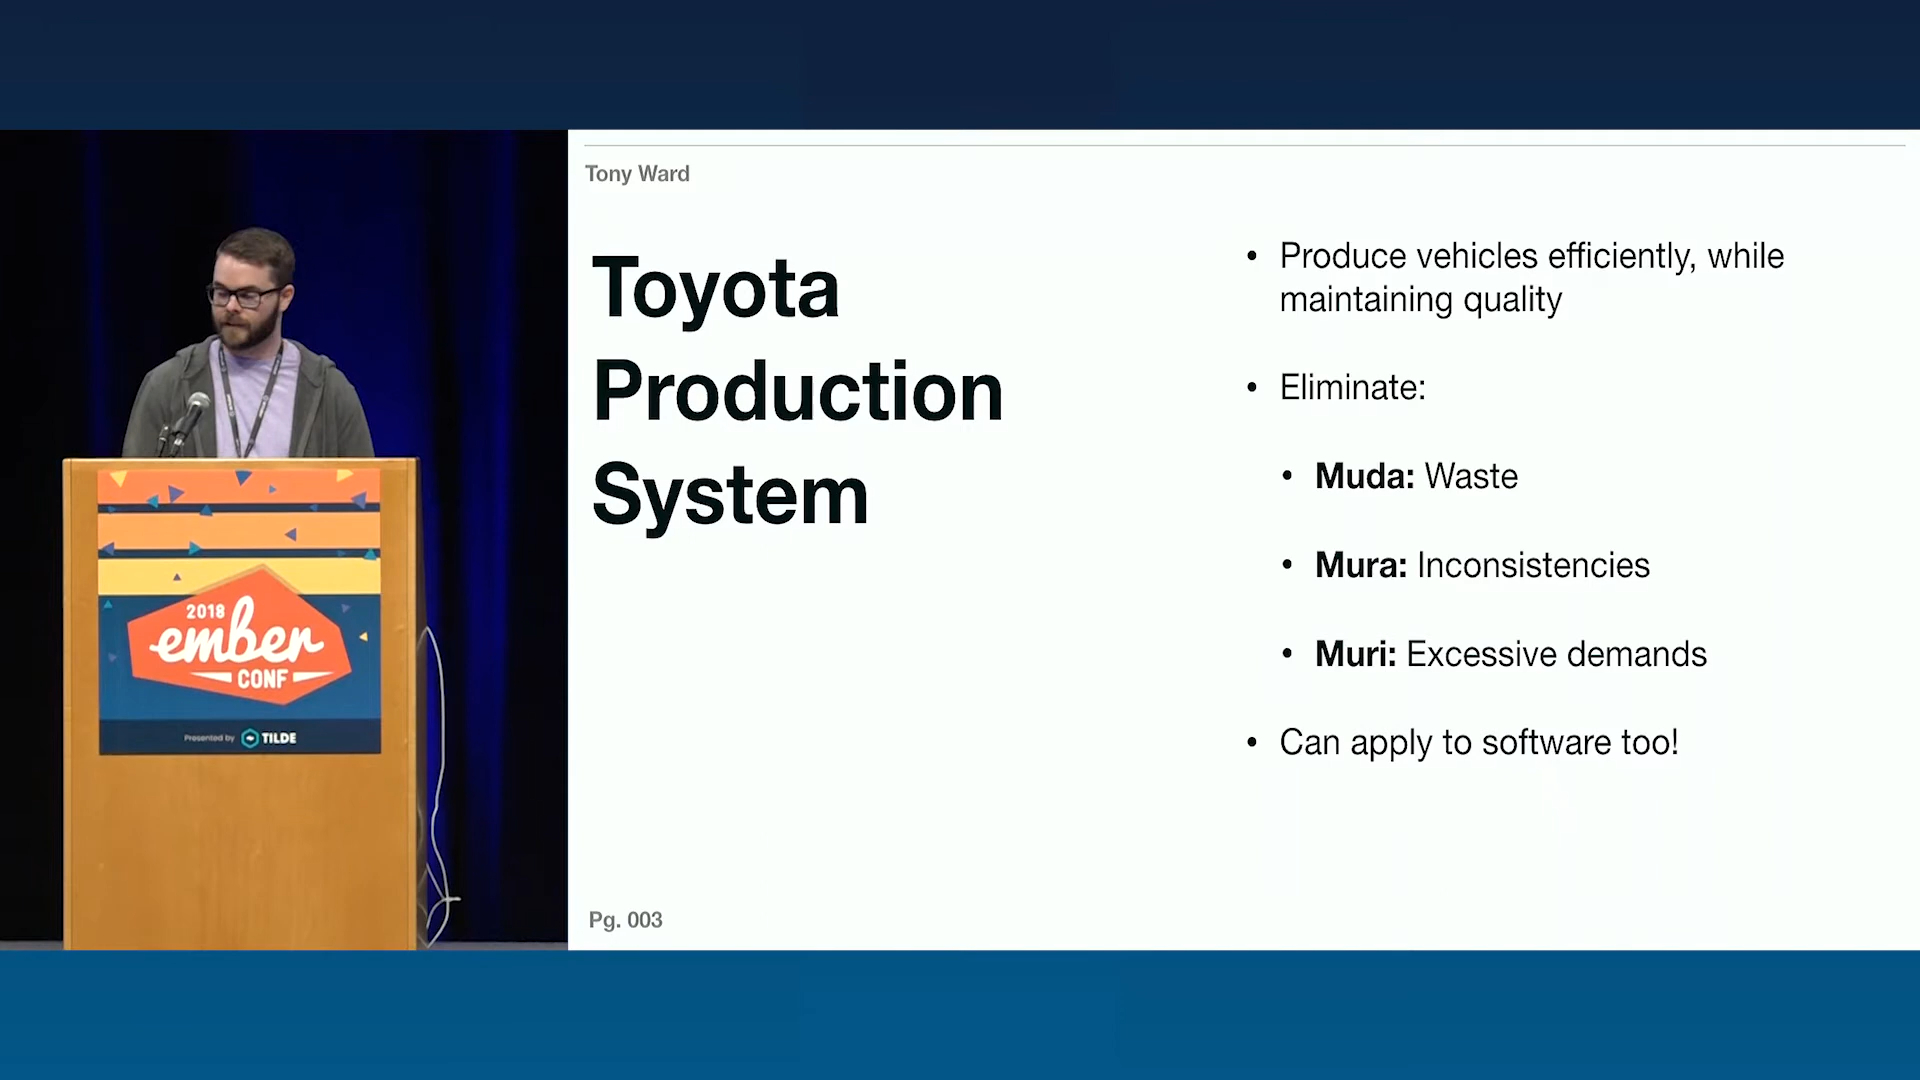 Tony Ward
Toyota
Production
System
• Produce vehicles efficiently, while
maintaining quality
• Eliminate:
• Muda: Waste
• Mura: Inconsistencies
• Muri: Excessive demands
• Can apply to software too!
Pg. 003
2018
ember
CONF
Presented by TILDE